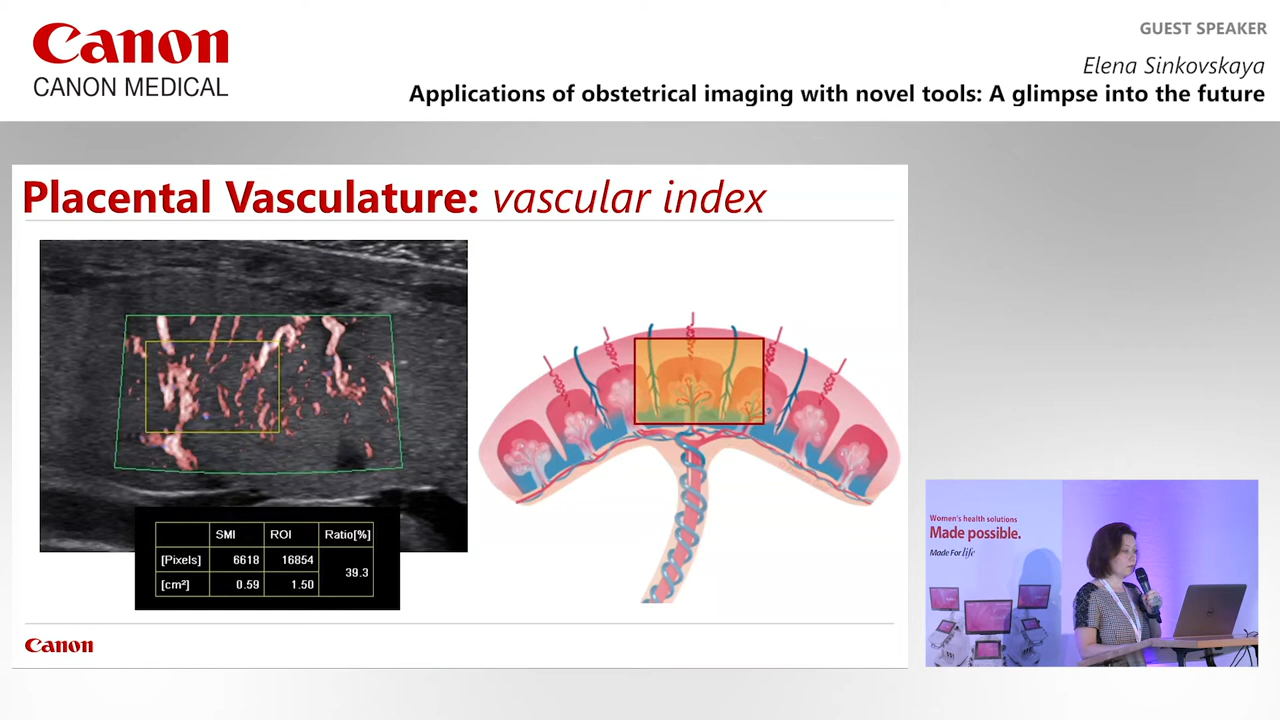 Canon
CANON MEDICAL
GUEST SPEAKER
Elena Sinkovskaya
Applications of obstetrical imaging with novel tools: A glimpse into the future
Placental Vasculature: vascular index
SMI ROI Ratio[%]
[Pixels] 6618 16854 39.3
[cm²] 0.59 1.50
Canon
Women's health solutions
Made possible.
Made For life